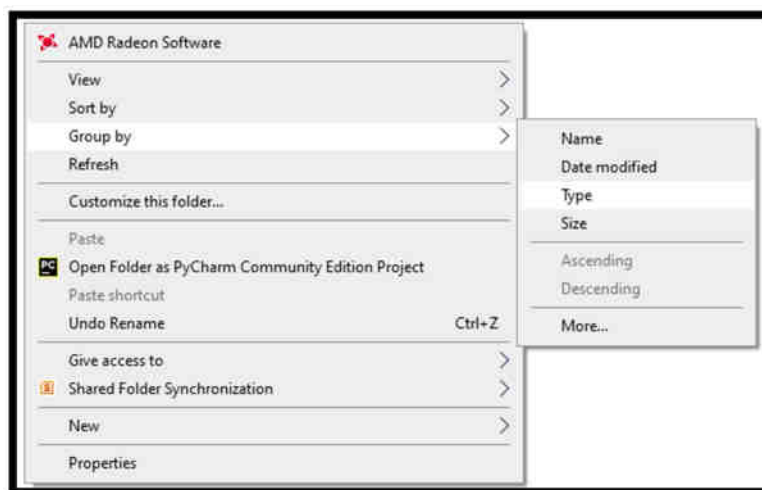 AMD Radeon Software
View
Sort by
Group by
Refresh
Customize this folder...
Paste
PC Open Folder as PyCharm Community Edition Project
Paste shortcut
Undo Rename Ctrl+Z
Give access to
S Shared Folder Synchronization
New
Properties
Name
Date modified
Type
Size
Ascending
Descending
More...